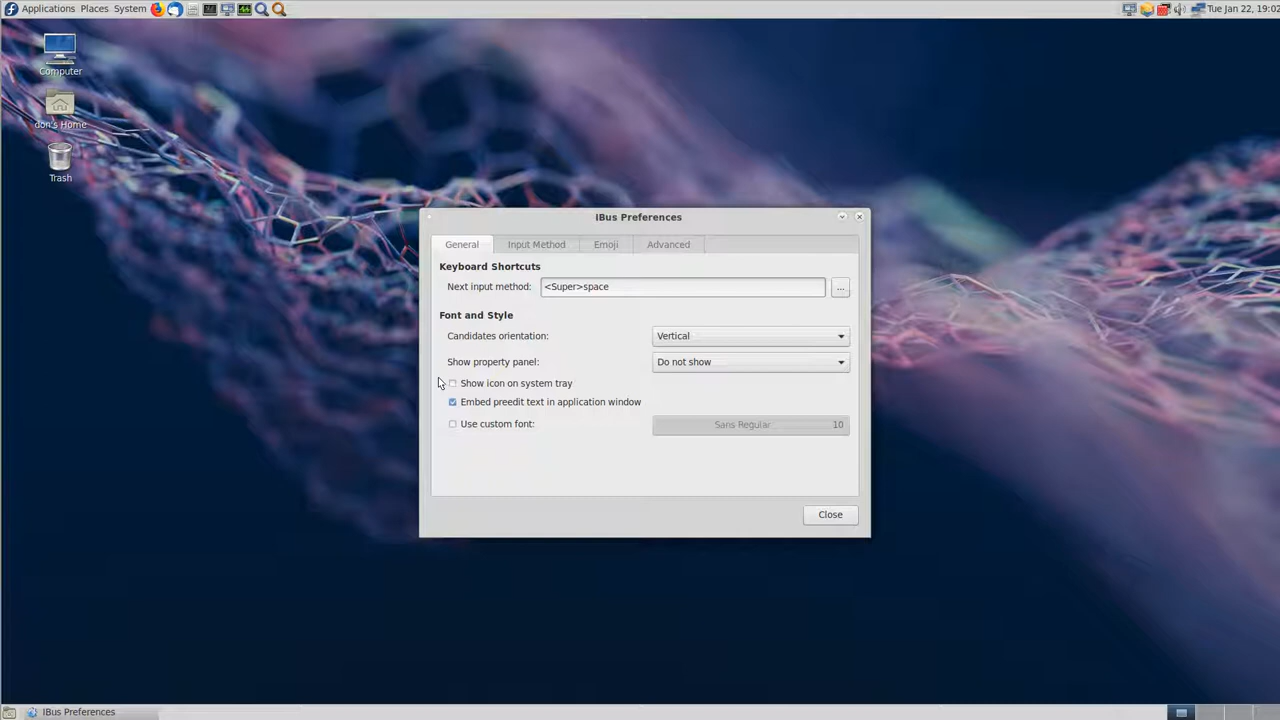 Applications Places System
Tue Jan 22, 19:02
Computer
don's Home
Trash
IBus Preferences
General Input Method Emoji Advanced
Keyboard Shortcuts
Next input method: <Super>space ...
Font and Style
Candidates orientation: Vertical
Show property panel: Do not show
Show icon on system tray
Embed preedit text in application window
Use custom font: Sans Regular 10
Close
IBus Preferences